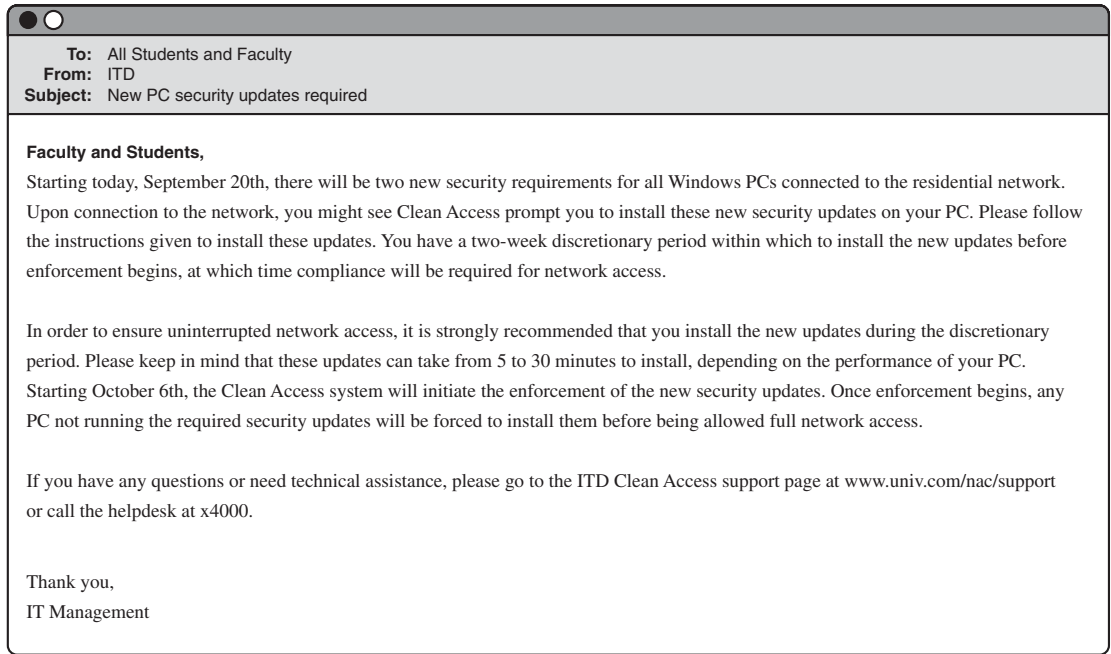 To: All Students and Faculty
From: ITD
Subject: New PC security updates required
Faculty and Students,
Starting today, September 20th, there will be two new security requirements for all Windows PCs connected to the residential network.
Upon connection to the network, you might see Clean Access prompt you to install these new security updates on your PC. Please follow
the instructions given to install these updates. You have a two-week discretionary period within which to install the new updates before
enforcement begins, at which time compliance will be required for network access.
In order to ensure uninterrupted network access, it is strongly recommended that you install the new updates during the discretionary
period. Please keep in mind that these updates can take from 5 to 30 minutes to install, depending on the performance of your PC.
Starting October 6th, the Clean Access system will initiate the enforcement of the new security updates. Once enforcement begins, any
PC not running the required security updates will be forced to install them before being allowed full network access.
If you have any questions or need technical assistance, please go to the ITD Clean Access support page at www.univ.com/nac/support
or call the helpdesk at x4000.
Thank you,
IT Management